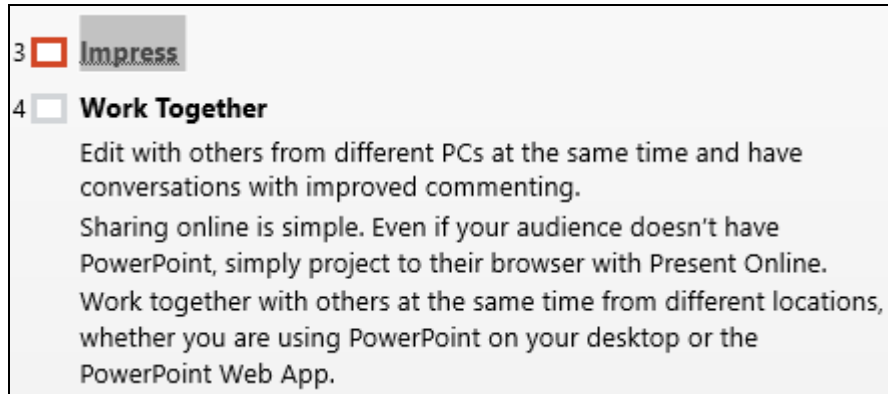 3 Impress
4 Work Together
Edit with others from different PCs at the same time and have
conversations with improved commenting.
Sharing online is simple. Even if your audience doesn’t have
PowerPoint, simply project to their browser with Present Online.
Work together with others at the same time from different locations,
whether you are using PowerPoint on your desktop or the
PowerPoint Web App.